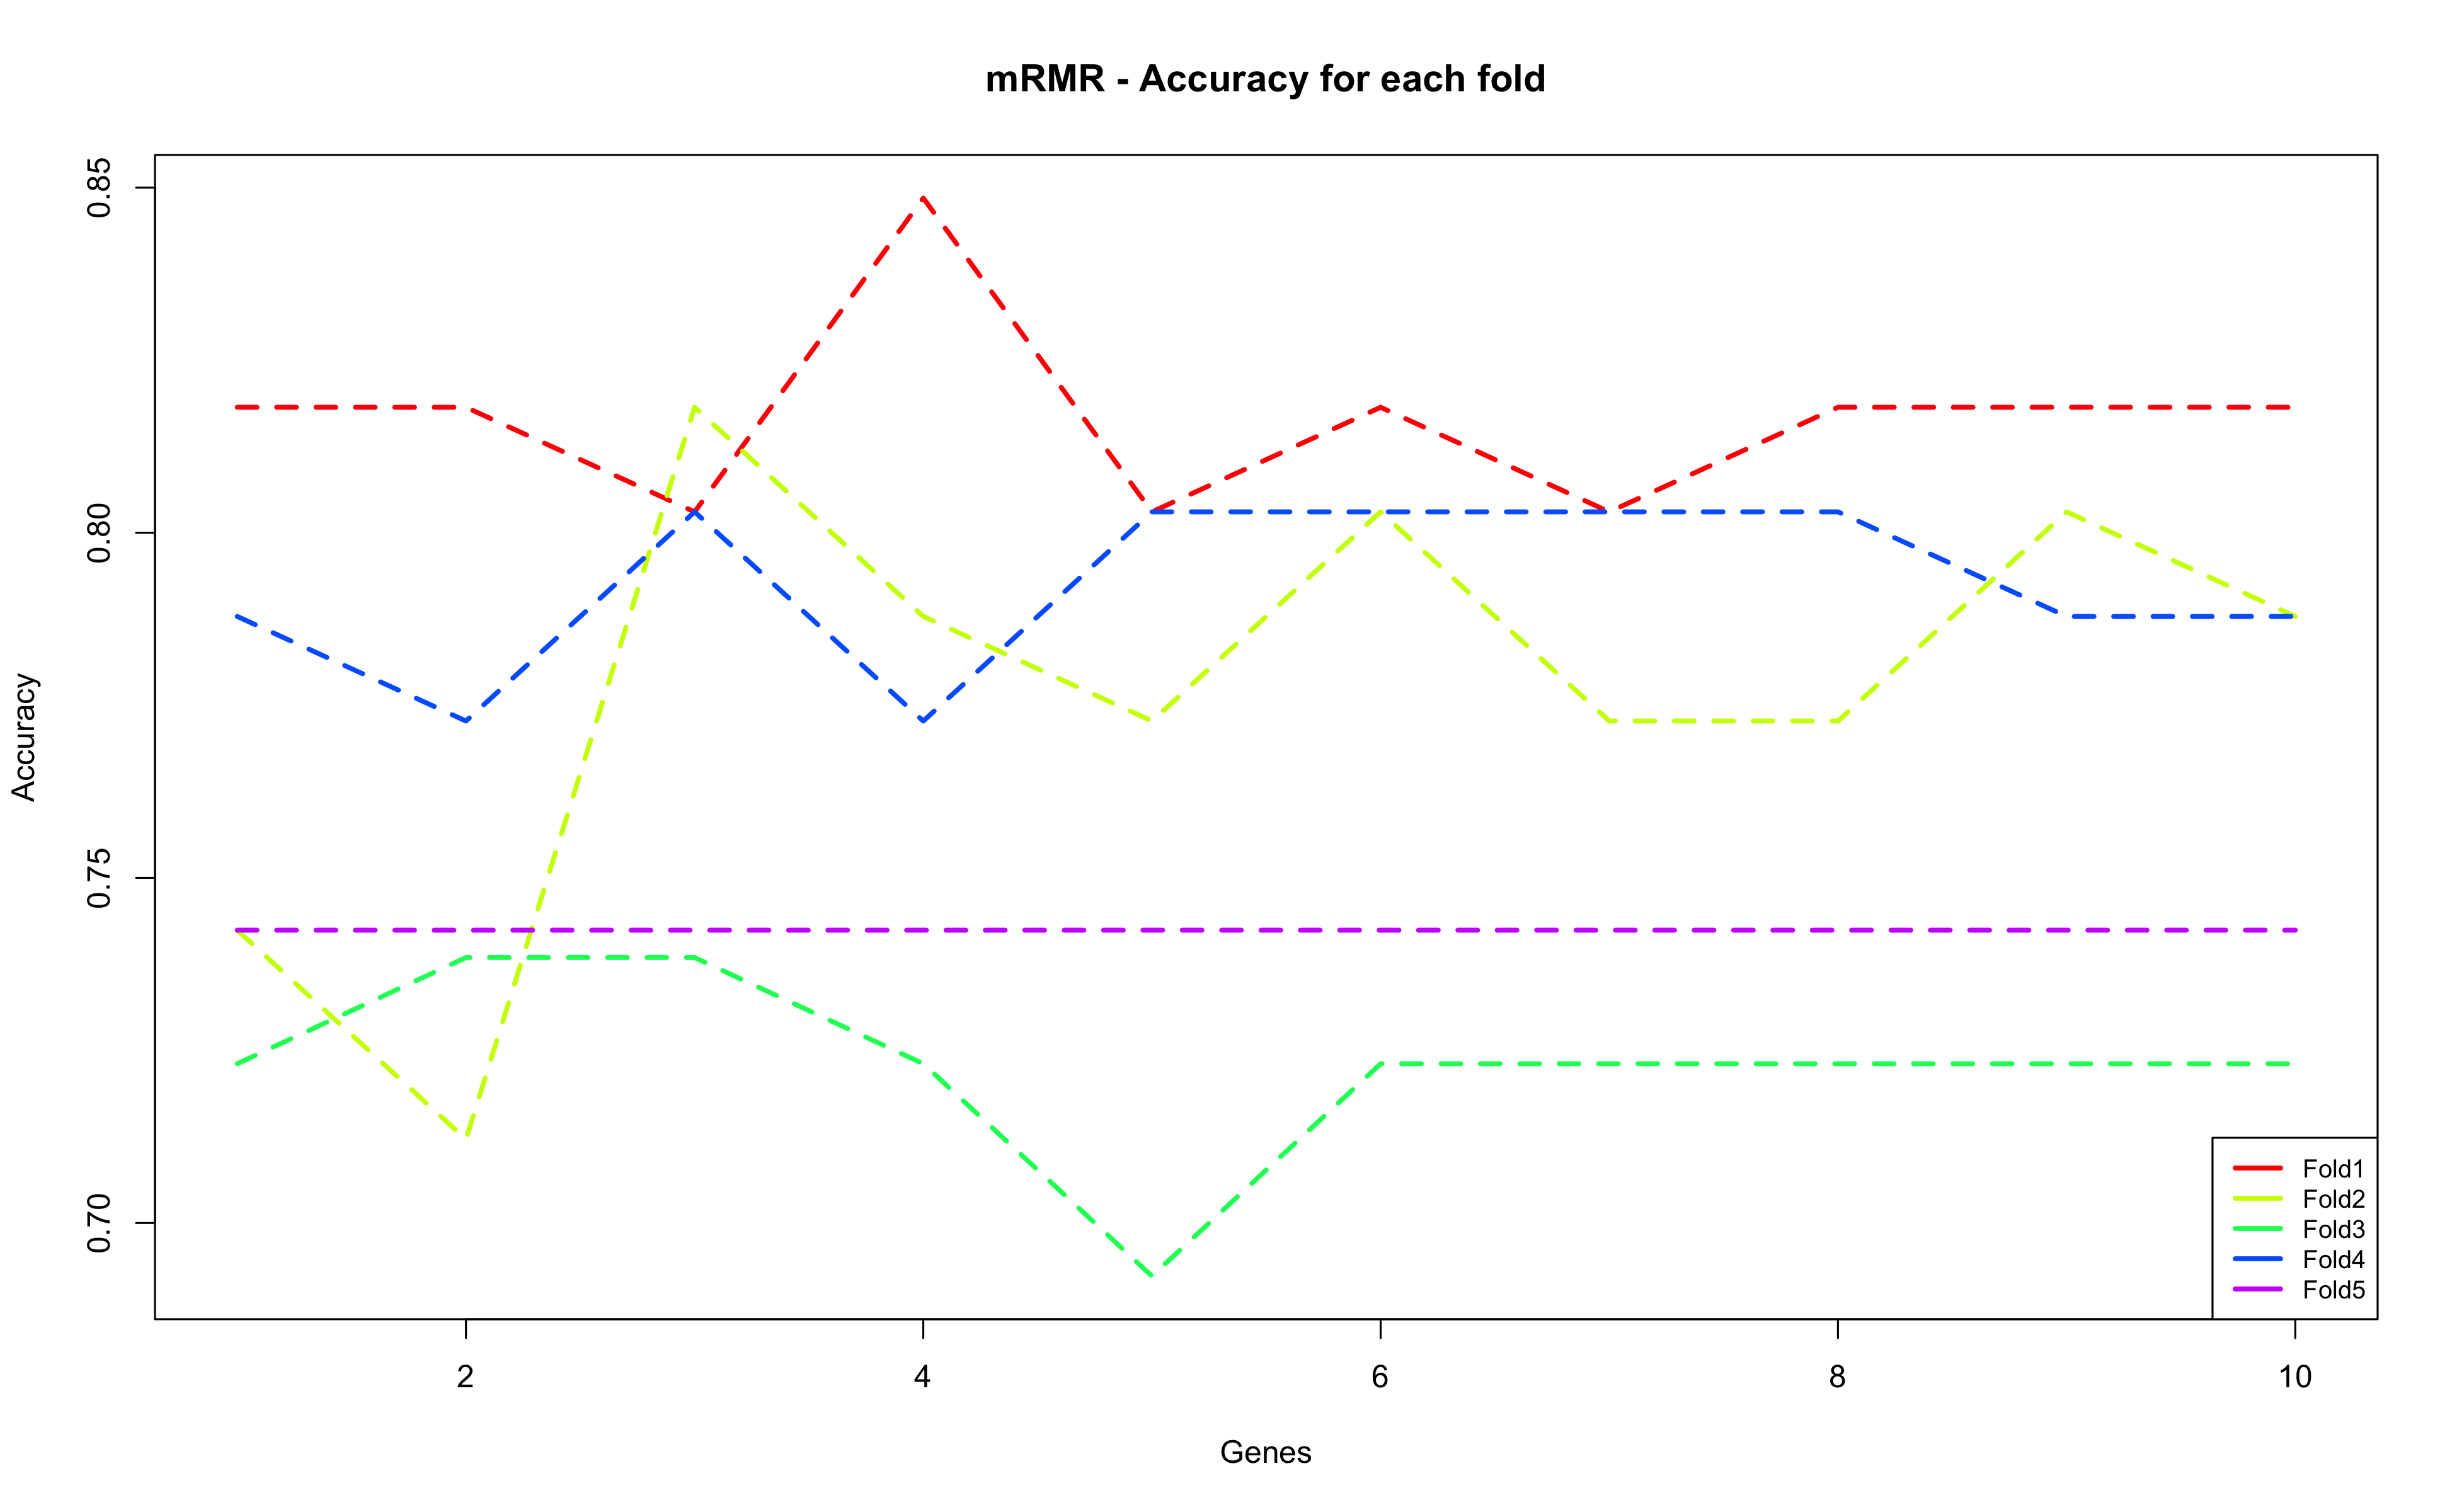 mRMR - Accuracy for each fold
0.85
0.80
0.75
0.70
Accuracy
2 4 6 8 10
Genes
Fold1
Fold2
Fold3
Fold4
Fold5